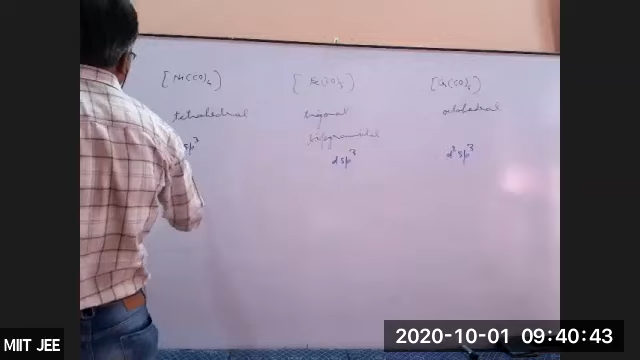 [Ni(CO)₄] [Fe(CO)₅] [Cr(CO)₆]
tetrahedral trigonal octahedral
bipyramidal
sp³ dsp³ d²sp³
MIIT JEE
2020-10-01 09:40:43